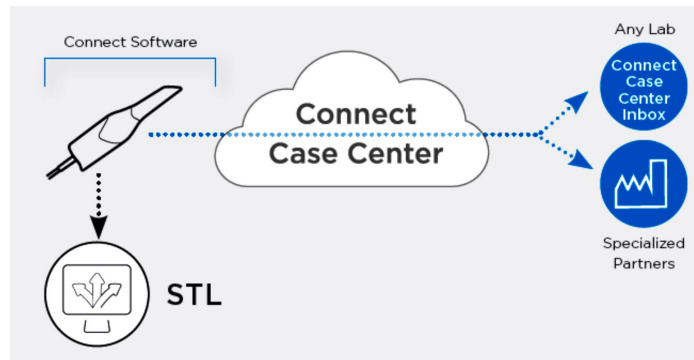 Connect Software
Connect
Case Center
STL
Any Lab
Connect
Case
Center
Inbox
Specialized
Partners